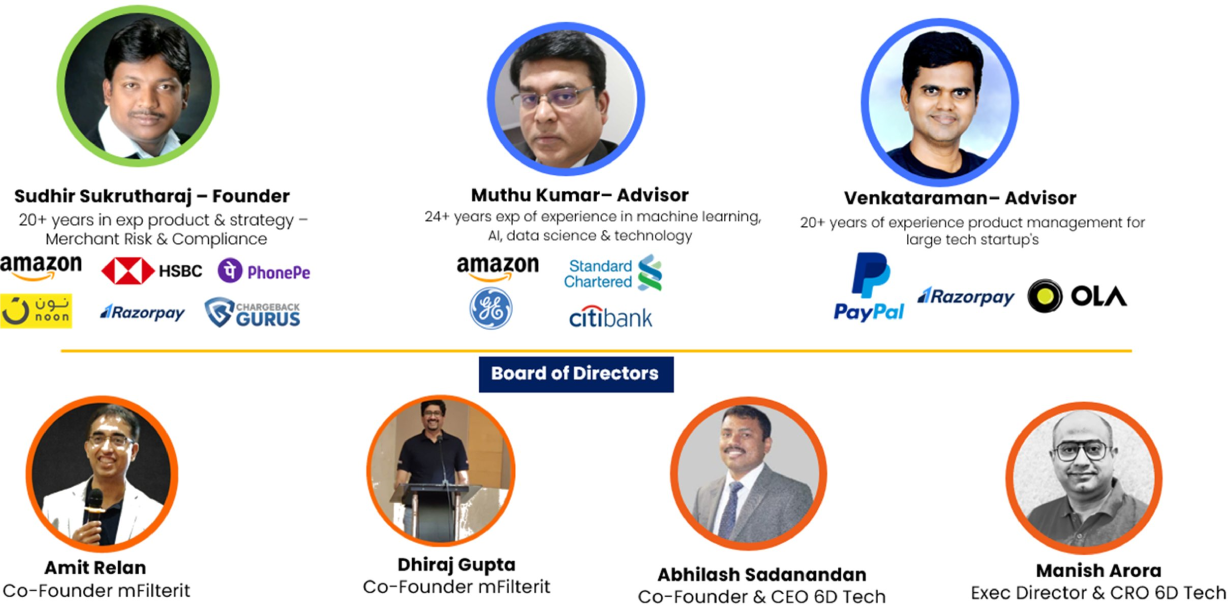 Sudhir Sukrutharaj – Founder
20+ years in exp product & strategy –
Merchant Risk & Compliance
amazon
HSBC
PhonePe
نون
noon
Razorpay
CHARGEBACK
GURUS
Muthu Kumar– Advisor
24+ years exp of experience in machine learning,
AI, data science & technology
amazon
Standard
Chartered
GE
citibank
Venkataraman– Advisor
20+ years of experience product management for
large tech startup's
PayPal
Razorpay
OLA
Board of Directors
Amit Relan
Co-Founder mFilterit
Dhiraj Gupta
Co-Founder mFilterit
Abhilash Sadanandan
Co-Founder & CEO 6D Tech
Manish Arora
Exec Director & CRO 6D Tech